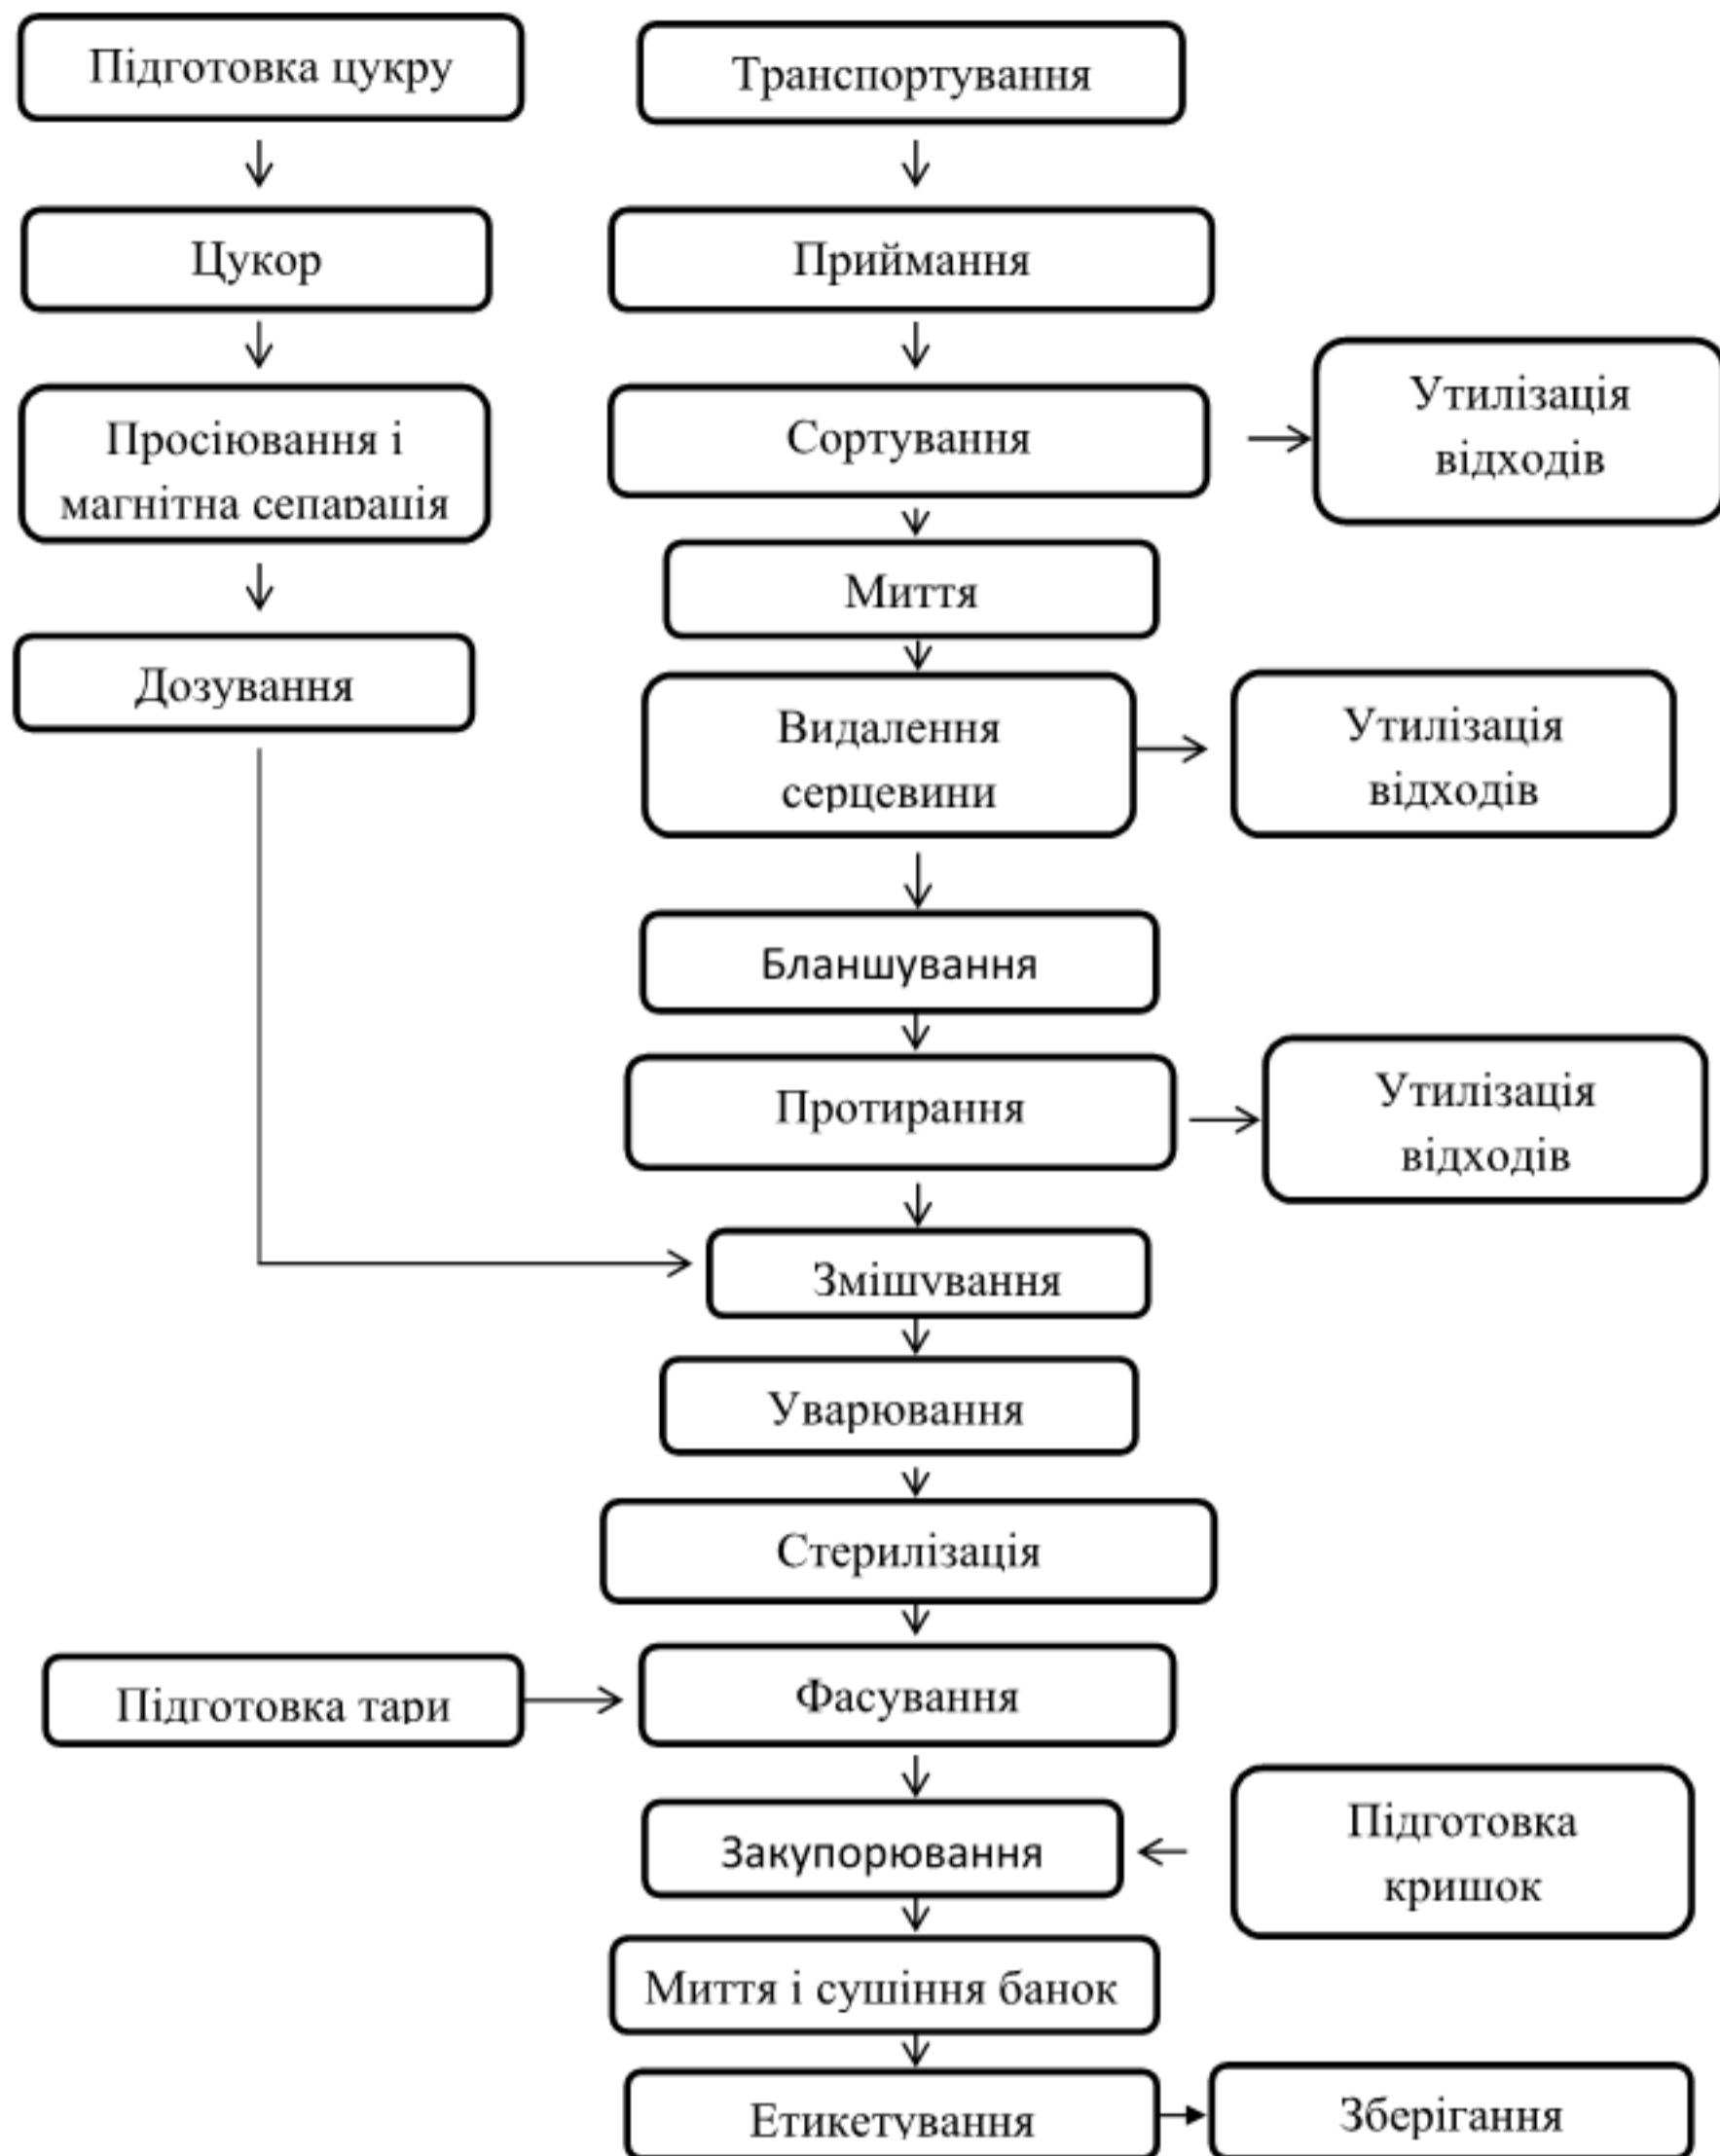 Підготовка цукру
Транспортування
Цукор
Приймання
Просіювання і
магнітна сепарація
Сортування
Утилізація
відходів
Миття
Дозування
Видалення
серцевини
Утилізація
відходів
Бланшування
Протирання
Утилізація
відходів
Змішування
Уварювання
Стерилізація
Підготовка тари
Фасування
Закупорювання
Підготовка
кришок
Миття і сушіння банок
Етикетування
Зберігання